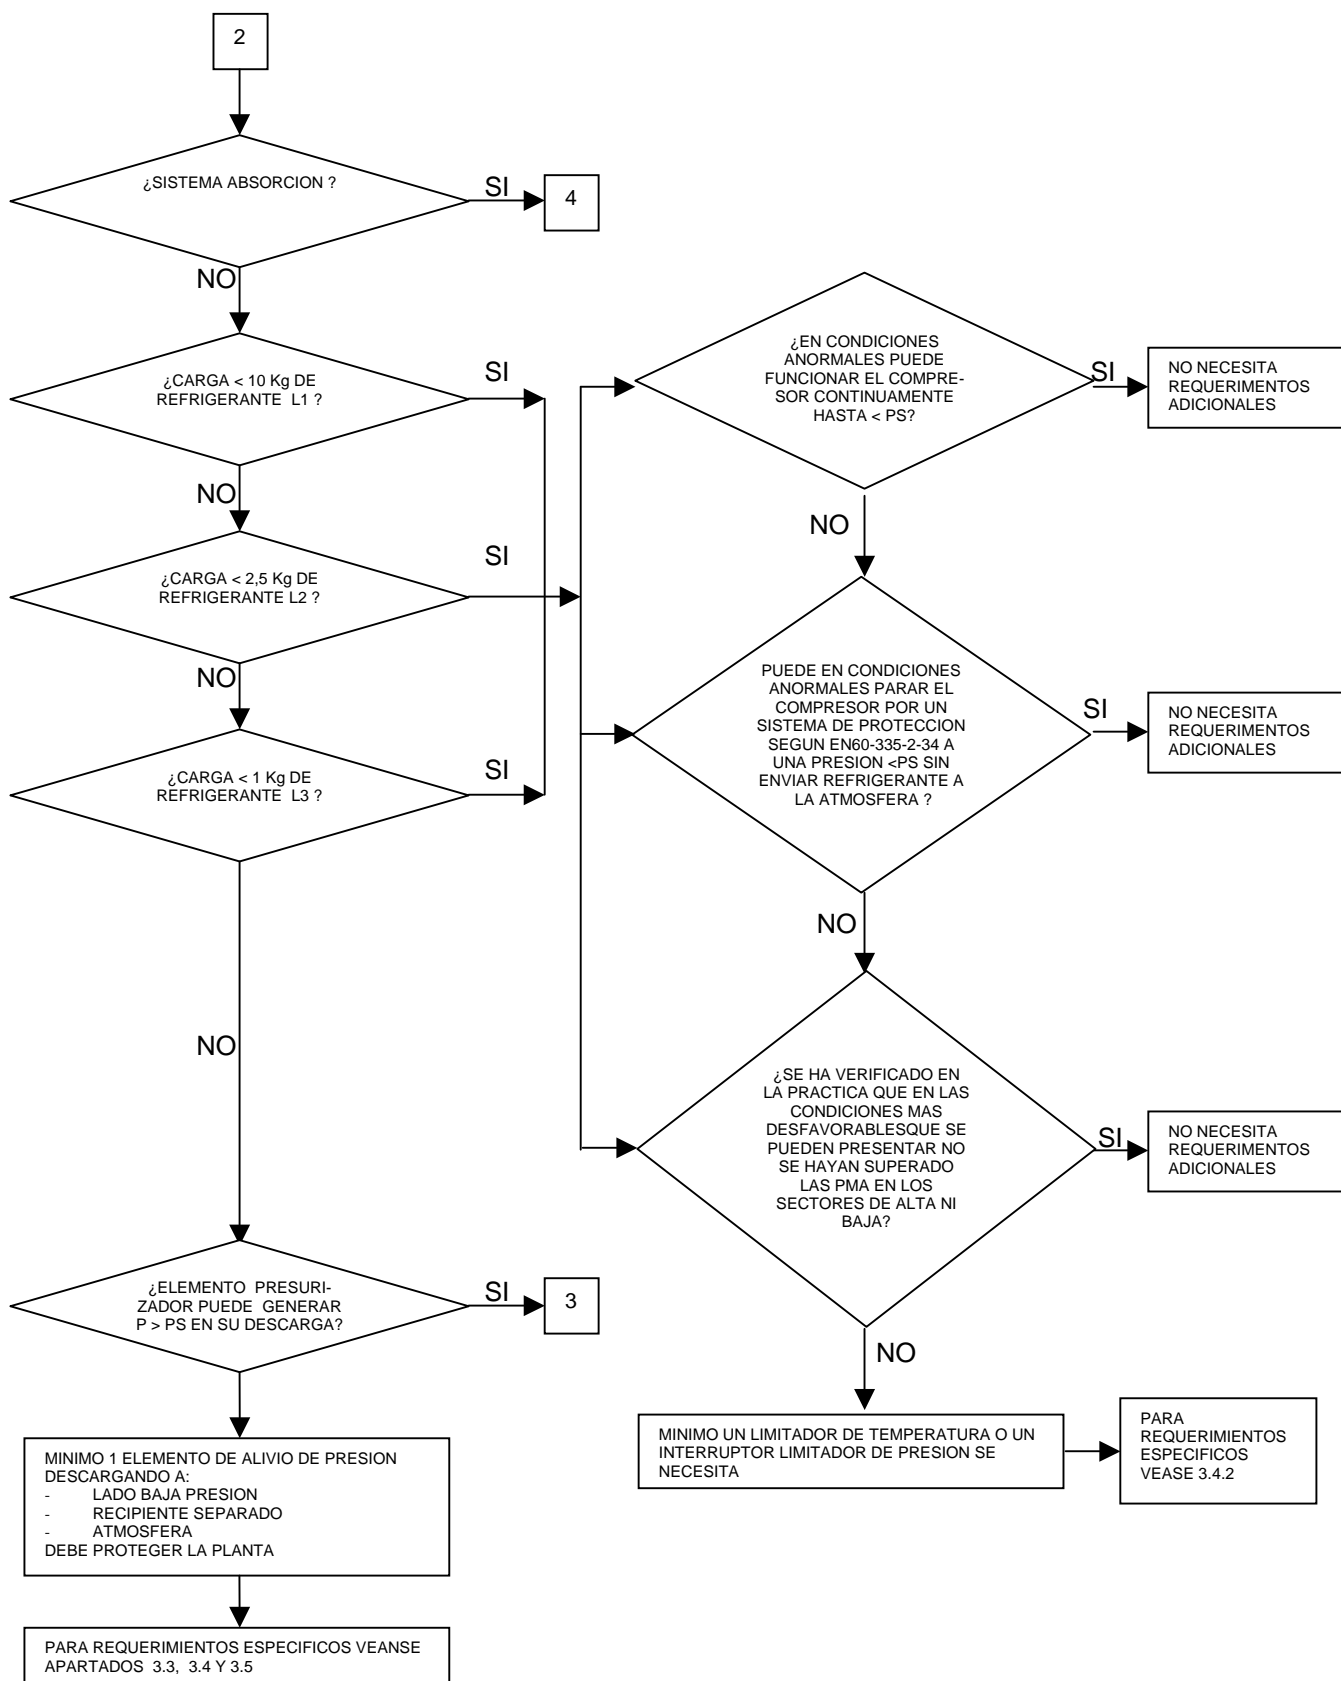 2
¿SISTEMA ABSORCION ?
SI
4
NO
¿CARGA < 10 Kg DE
REFRIGERANTE  L1 ?
SI
NO
¿CARGA < 2,5 Kg DE
REFRIGERANTE L2 ?
SI
NO
¿CARGA < 1 Kg DE
REFRIGERANTE  L3 ?
SI
NO
¿ELEMENTO  PRESURI-
ZADOR PUEDE  GENERAR
P > PS EN SU DESCARGA?
SI
3
MINIMO 1 ELEMENTO DE ALIVIO DE PRESION
DESCARGANDO A:
- LADO BAJA PRESION
- RECIPIENTE SEPARADO
- ATMOSFERA
DEBE PROTEGER LA PLANTA
PARA REQUERIMIENTOS ESPECIFICOS VEANSE
APARTADOS  3.3,  3.4 Y 3.5
¿EN CONDICIONES
ANORMALES PUEDE
FUNCIONAR EL COMPRE-
SOR CONTINUAMENTE
HASTA < PS?
SI
NO NECESITA
REQUERIMENTOS
ADICIONALES
NO
PUEDE EN CONDICIONES
ANORMALES PARAR EL
COMPRESOR POR UN
SISTEMA DE PROTECCION
SEGUN EN60-335-2-34 A
UNA PRESION <PS SIN
ENVIAR REFRIGERANTE A
LA ATMOSFERA ?
SI
NO NECESITA
REQUERIMENTOS
ADICIONALES
NO
¿SE HA VERIFICADO EN
LA PRACTICA QUE EN LAS
CONDICIONES MAS
DESFAVORABLESQUE SE
PUEDEN PRESENTAR NO
SE HAYAN SUPERADO
LAS PMA EN LOS
SECTORES DE ALTA NI
BAJA?
SI
NO NECESITA
REQUERIMENTOS
ADICIONALES
NO
MINIMO UN LIMITADOR DE TEMPERATURA O UN
INTERRUPTOR LIMITADOR DE PRESION SE
NECESITA
PARA
REQUERIMIENTOS
ESPECIFICOS
VEASE 3.4.2